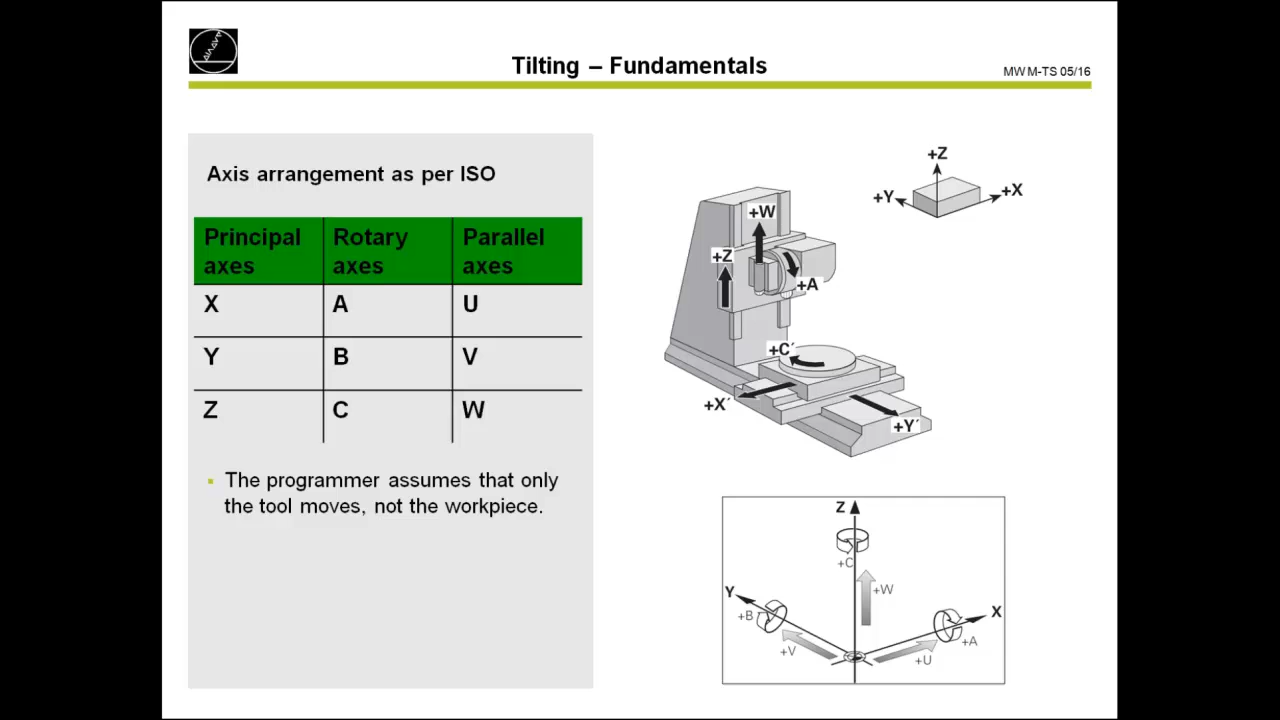 Tilting – Fundamentals
MW M-TS 05/16
Axis arrangement as per ISO
Principal axes
Rotary axes
Parallel axes
X A U
Y B V
Z C W
The programmer assumes that only
the tool moves, not the workpiece.
+Z
+Y
+X
+W
+Z
+A
+C´
+X´
+Y´
Z
+C
+W
Y
+B
+V
X
+A
+U